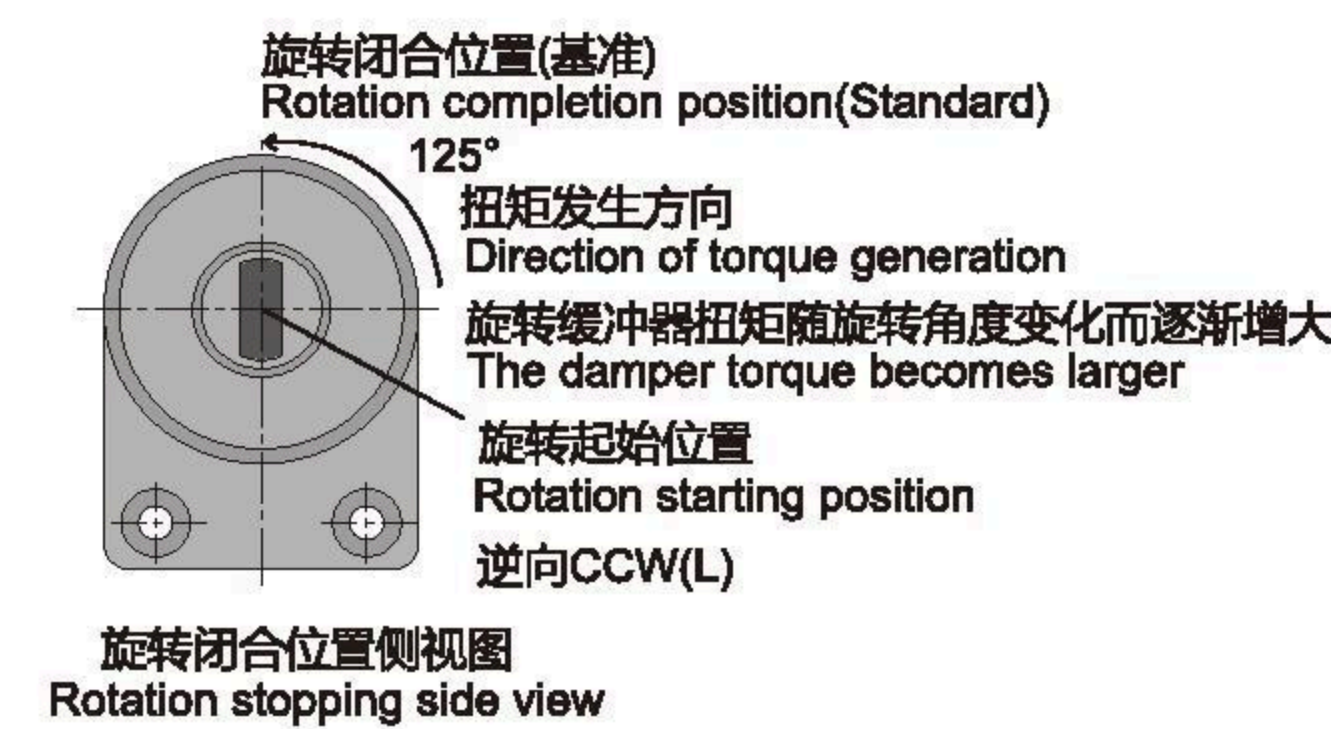 旋转闭合位置(基准)
Rotation completion position(Standard)
125°
扭矩发生方向
Direction of torque generation
旋转缓冲器扭矩随旋转角度变化而逐渐增大
The damper torque becomes larger
旋转起始位置
Rotation starting position
逆向CCW(L)
旋转闭合位置侧视图
Rotation stopping side view